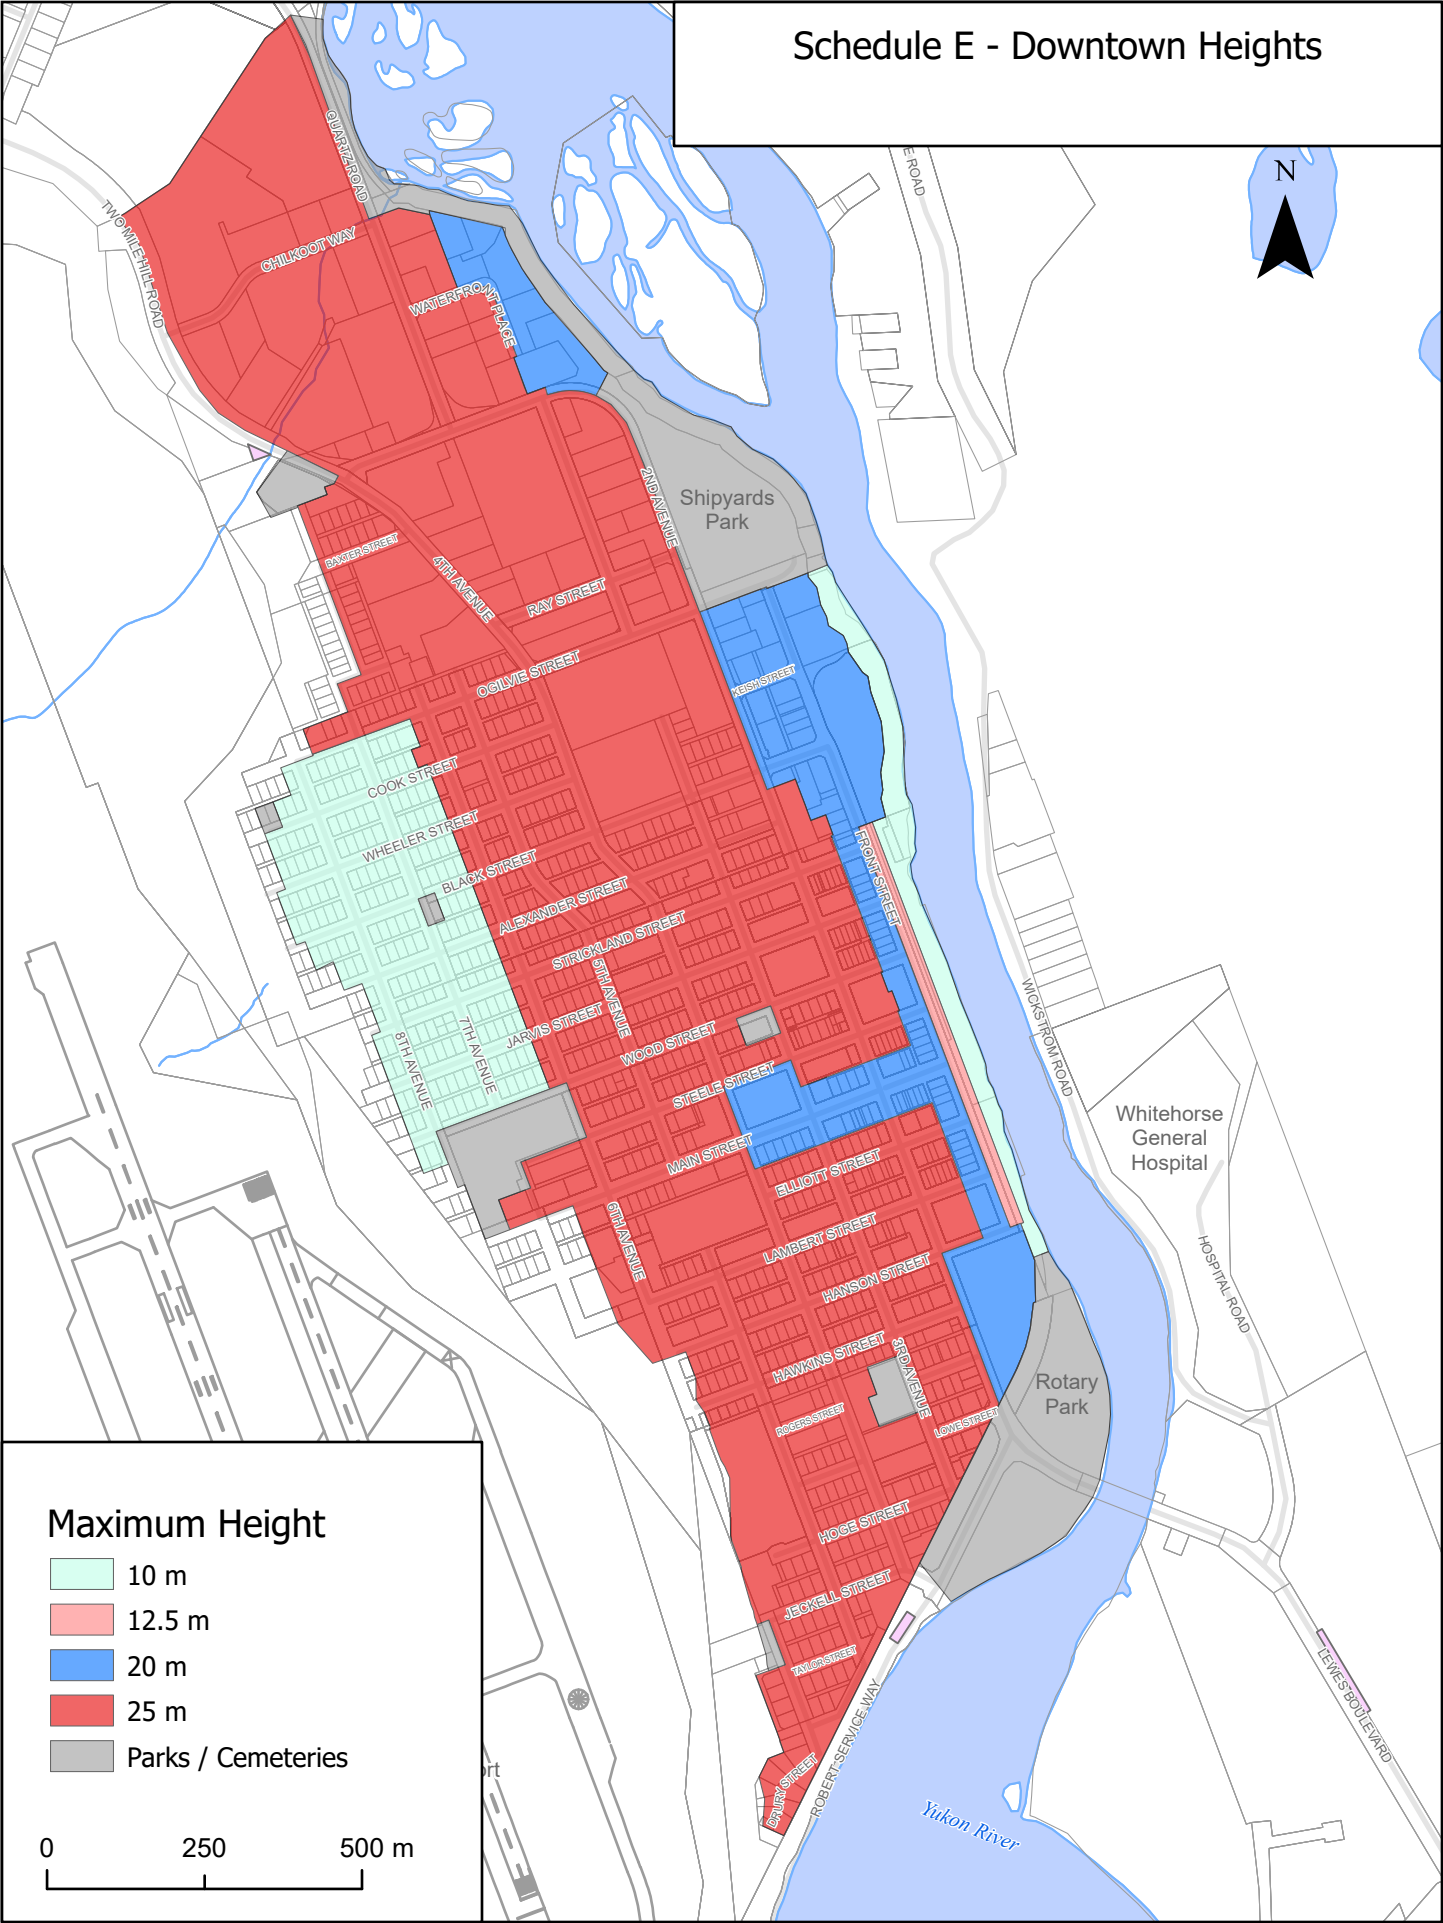 Schedule E - Downtown Heights
N
E ROAD
QUARTZ ROAD
TWO MILE HILL ROAD
CHILKOOT WAY
WATERFRONT PLACE
2ND AVENUE
Shipyards
Park
BAXTER STREET
4TH AVENUE
RAY STREET
OGILVIE STREET
KEISH STREET
COOK STREET
WHEELER STREET
BLACK STREET
FRONT STREET
ALEXANDER STREET
STRICKLAND STREET
5TH AVENUE
JARVIS STREET
7TH AVENUE
8TH AVENUE
WOOD STREET
WICKSTROM ROAD
STEELE STREET
Whitehorse
General
Hospital
MAIN STREET
ELLIOTT STREET
6TH AVENUE
LAMBERT STREET
HOSPITAL ROAD
HANSON STREET
HAWKINS STREET
3RD AVENUE
Rotary
Park
ROGERS STREET
LOWE STREET
HOGE STREET
JECKELL STREET
TAYLOR STREET
LEWES BOULEVARD
ROBERT SERVICE WAY
DRURY STREET
Yukon River
ort
Maximum Height
10 m
12.5 m
20 m
25 m
Parks / Cemeteries
0 250 500 m